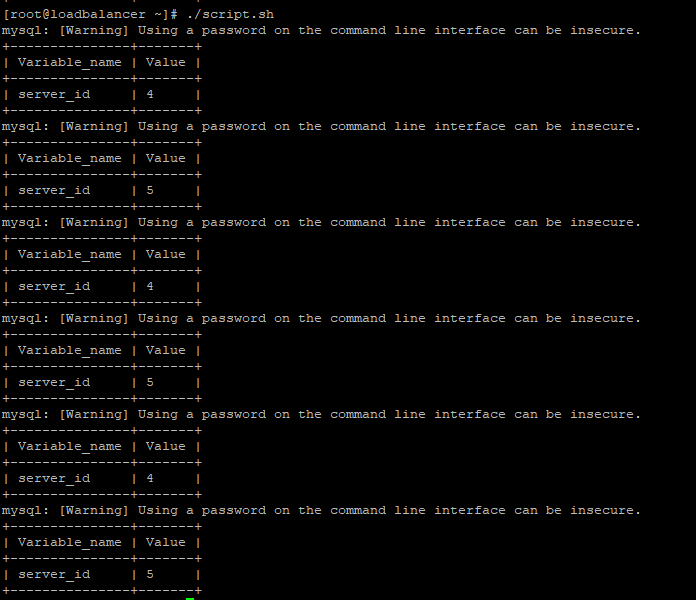 [root@loadbalancer ~]# ./script.sh
mysql: [Warning] Using a password on the command line interface can be insecure.
+---------------+-------+
| Variable_name | Value |
+---------------+-------+
| server_id     | 4     |
+---------------+-------+
mysql: [Warning] Using a password on the command line interface can be insecure.
+---------------+-------+
| Variable_name | Value |
+---------------+-------+
| server_id     | 5     |
+---------------+-------+
mysql: [Warning] Using a password on the command line interface can be insecure.
+---------------+-------+
| Variable_name | Value |
+---------------+-------+
| server_id     | 4     |
+---------------+-------+
mysql: [Warning] Using a password on the command line interface can be insecure.
+---------------+-------+
| Variable_name | Value |
+---------------+-------+
| server_id     | 5     |
+---------------+-------+
mysql: [Warning] Using a password on the command line interface can be insecure.
+---------------+-------+
| Variable_name | Value |
+---------------+-------+
| server_id     | 4     |
+---------------+-------+
mysql: [Warning] Using a password on the command line interface can be insecure.
+---------------+-------+
| Variable_name | Value |
+---------------+-------+
| server_id     | 5     |
+---------------+-------+